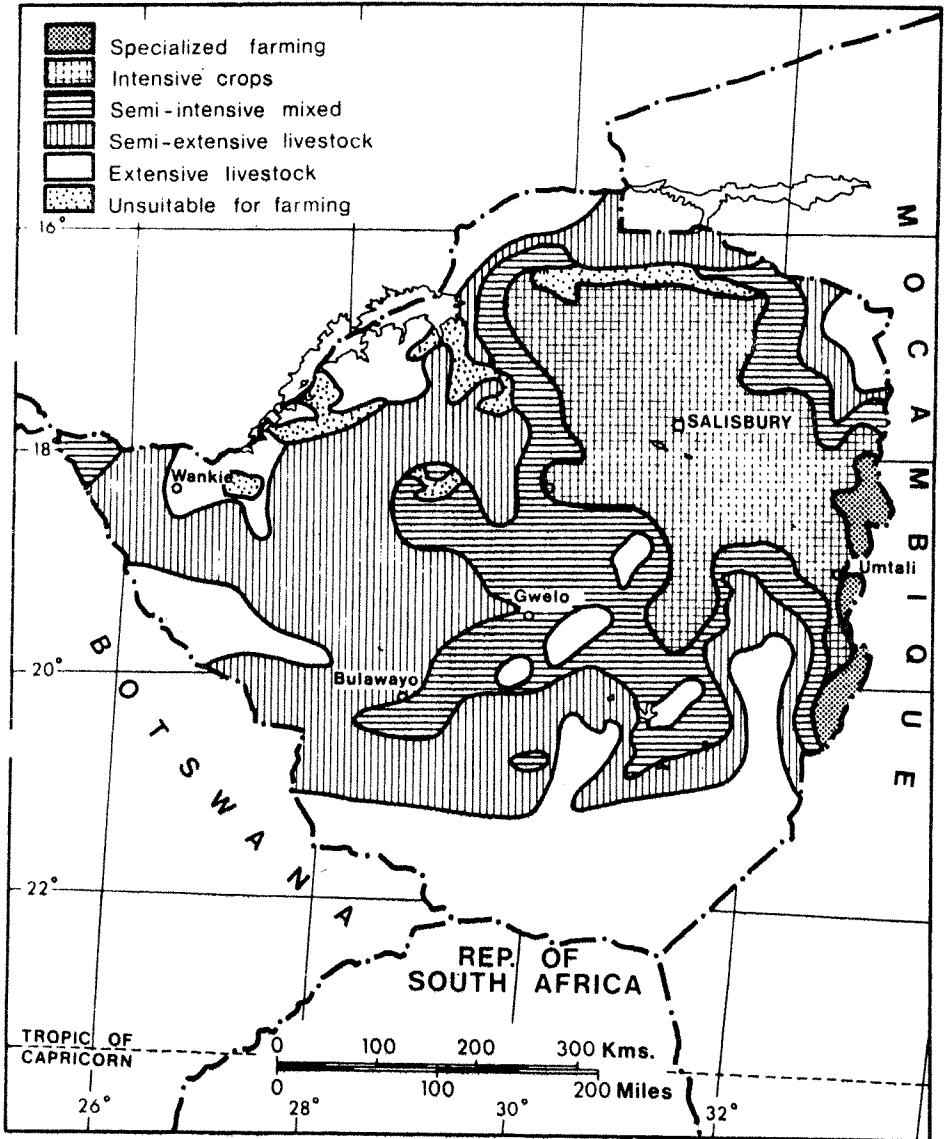 Specialized farming
Intensive crops
Semi-intensive mixed
Semi-extensive livestock
Extensive livestock
Unsuitable for farming
16°
MOCAMBIQUE
SALISBURY
18
Wankie
Umtali
Gwelo
BOTSWANA
20°
Bulawayo
22°
REP. OF
SOUTH AFRICA
TROPIC OF
CAPRICORN
0 100 200 300 Kms.
0 100 200 Miles
26° 28° 30° 32°